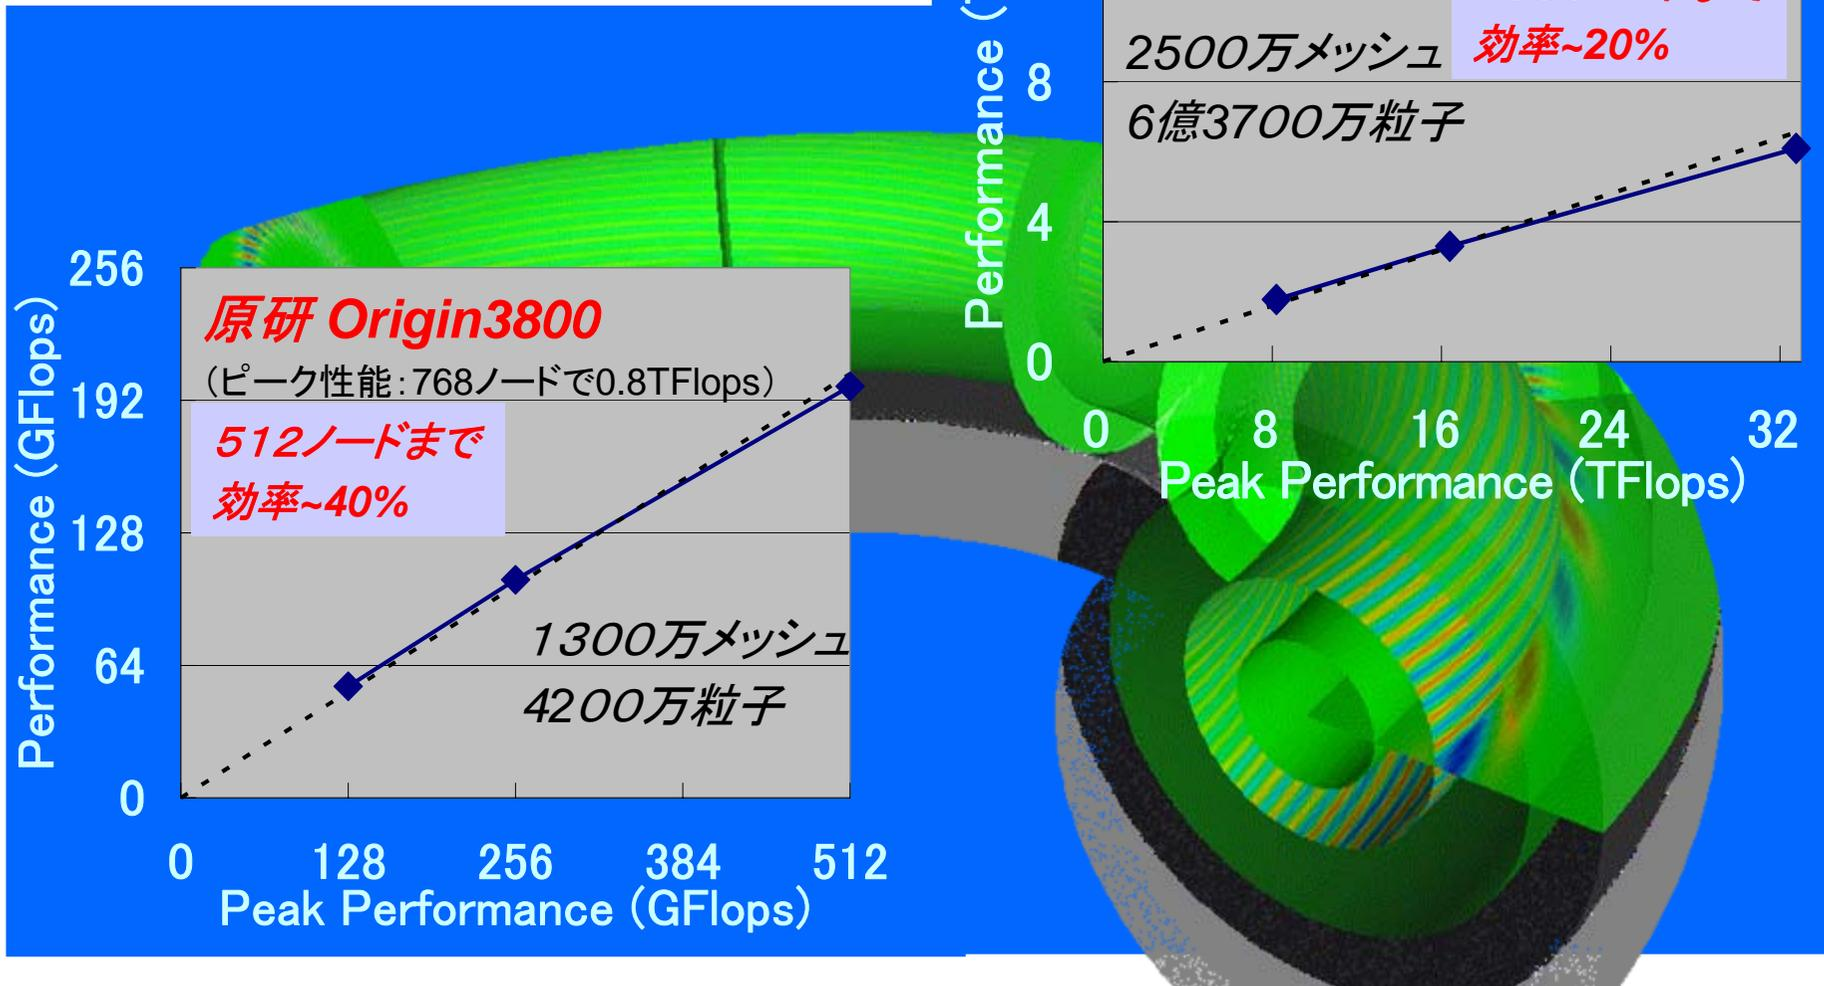 256
原研 Origin3800
（ピーク性能：768ノードで0.8TFlops）
192
５１２ノードまで
効率~40%
128
１３００万メッシュ
64
4２００万粒子
0
0 128 256 384 512
Peak Performance (GFlops)
Performance (GFlops)
効率~20%
2500万メッシュ
8
6億3700万粒子
4
0
0 8 16 24 32
Peak Performance (TFlops)
Performance